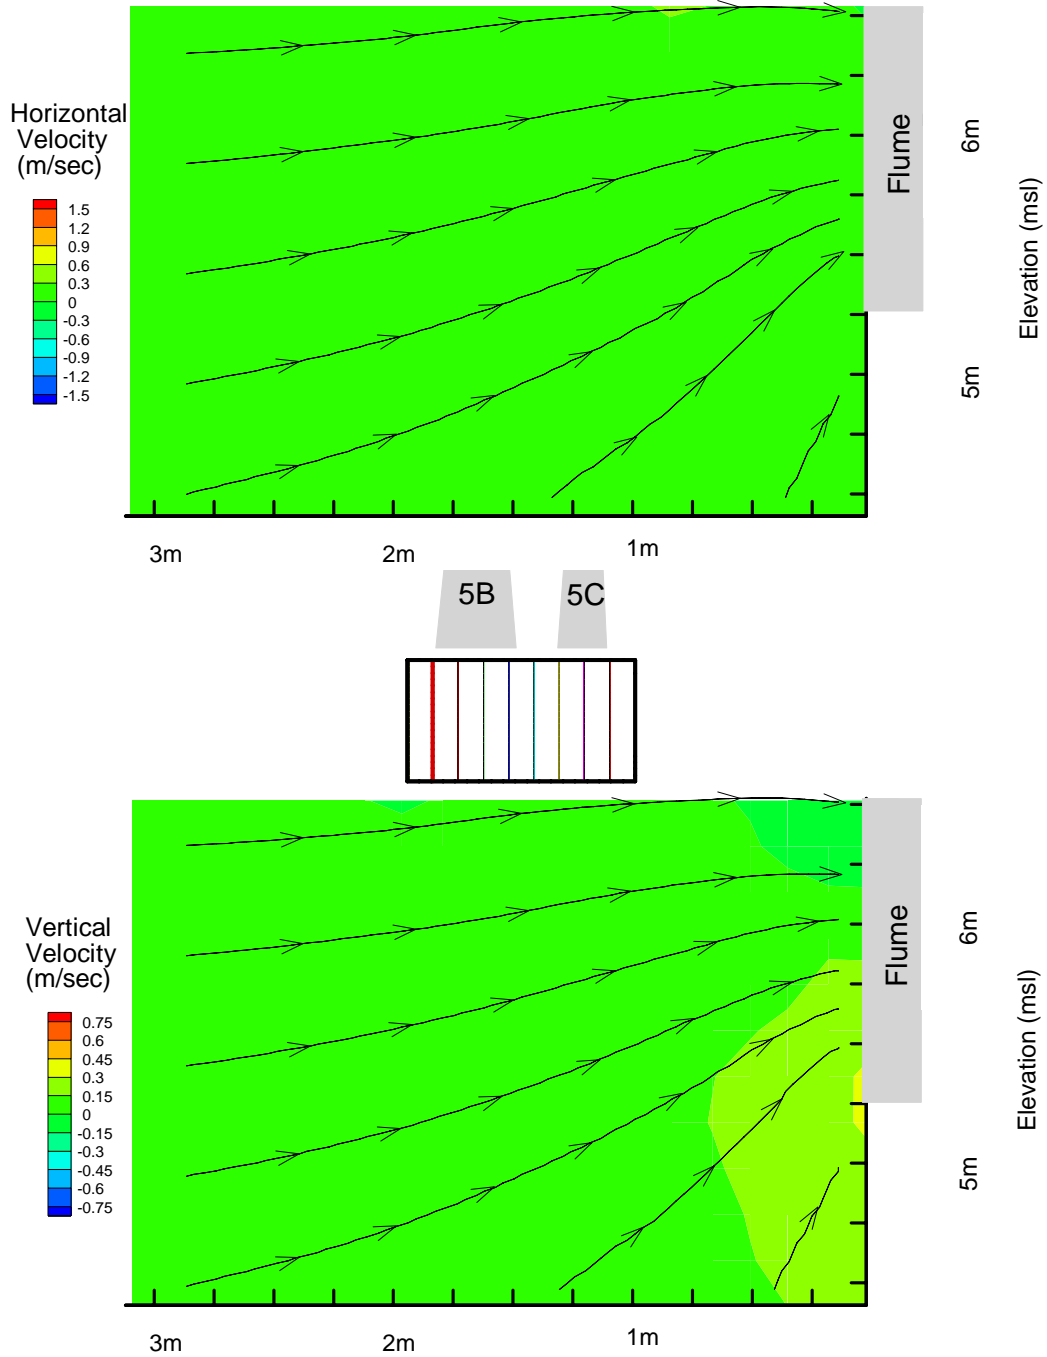 Horizontal
Velocity
(m/sec)
1.5
1.2
0.9
0.6
0.3
0
-0.3
-0.6
-0.9
-1.2
-1.5
Flume
6m
5m
Elevation (msl)
3m
2m
1m
5B
5C
Vertical
Velocity
(m/sec)
0.75
0.6
0.45
0.3
0.15
0
-0.15
-0.3
-0.45
-0.6
-0.75
Flume
6m
5m
Elevation (msl)
3m
2m
1m